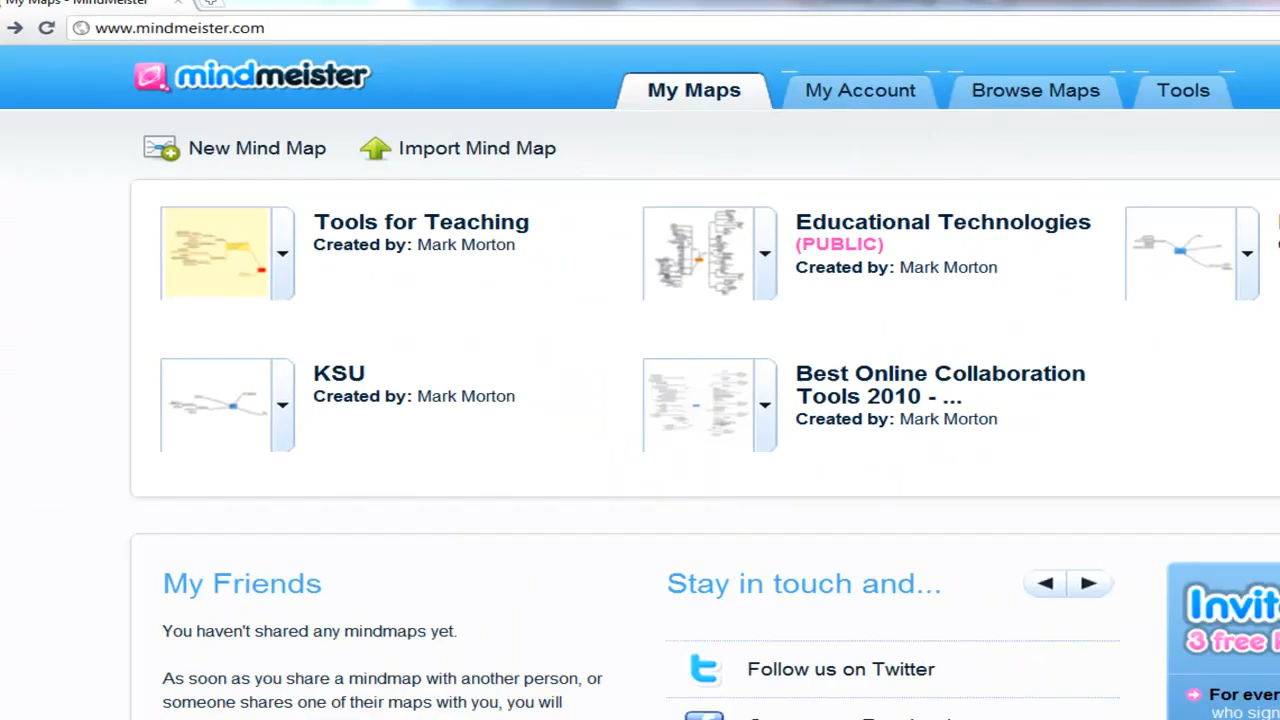 My Maps - MindMeister
www.mindmeister.com
mindmeister
My Maps
My Account
Browse Maps
Tools
New Mind Map
Import Mind Map
Tools for Teaching
Created by: Mark Morton
Educational Technologies
(PUBLIC)
Created by: Mark Morton
KSU
Created by: Mark Morton
Best Online Collaboration
Tools 2010 - ...
Created by: Mark Morton
My Friends
You haven't shared any mindmaps yet.
As soon as you share a mindmap with another person, or
someone shares one of their maps with you, you will
Stay in touch and...
Follow us on Twitter
3 free
For ever
who sign